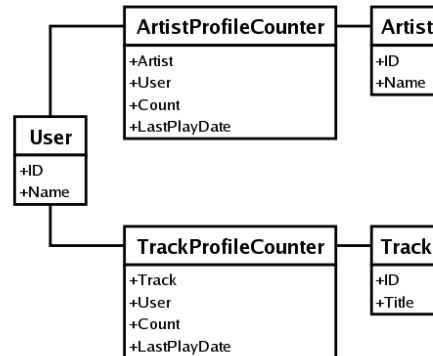 ArtistProfileCounter
+Artist
+User
+Count
+LastPlayDate
Artist
+ID
+Name
User
+ID
+Name
TrackProfileCounter
+Track
+User
+Count
+LastPlayDate
Track
+ID
+Title